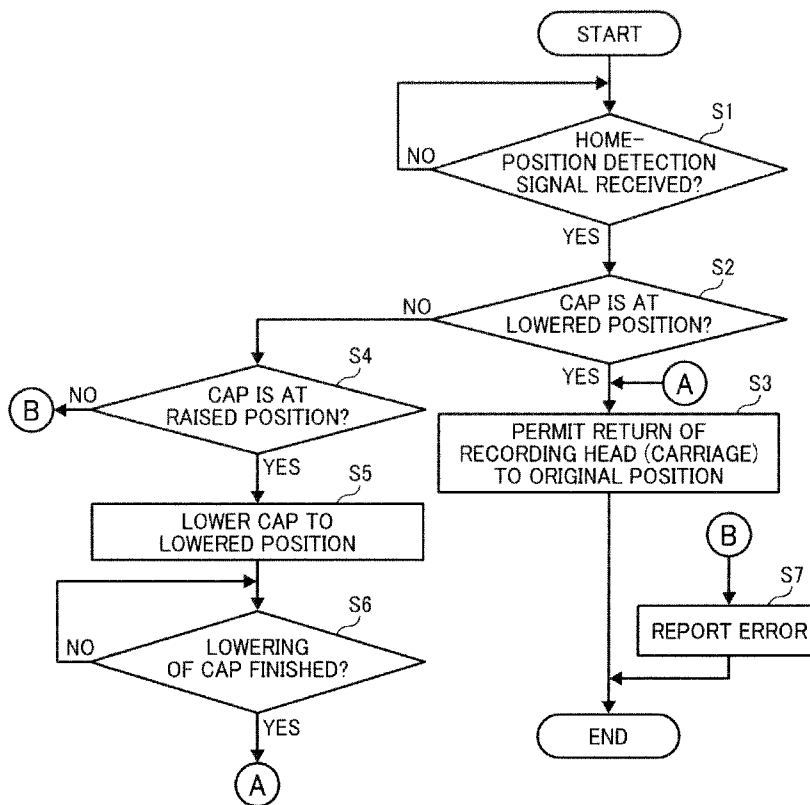 START
S1
HOME-
POSITION DETECTION
SIGNAL RECEIVED?
NO
YES
S2
CAP IS AT
LOWERED POSITION?
NO
YES
A
S4
CAP IS AT
RAISED POSITION?
NO
B
YES
S3
PERMIT RETURN OF
RECORDING HEAD (CARRIAGE)
TO ORIGINAL POSITION
S5
LOWER CAP TO
LOWERED POSITION
B
S7
REPORT ERROR
S6
LOWERING
OF CAP FINISHED?
NO
YES
A
END